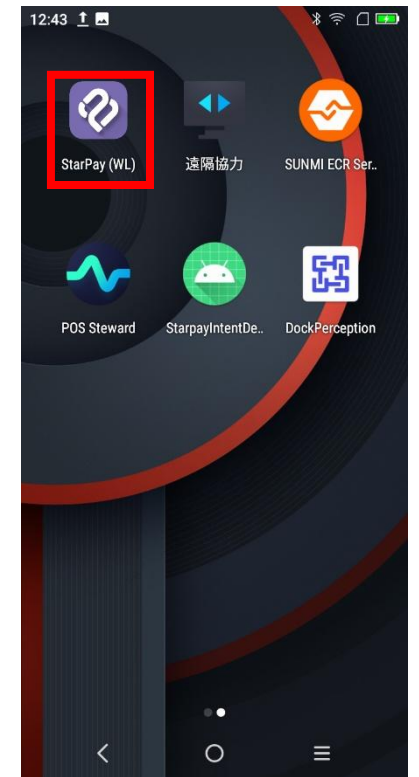 12:43
StarPay (WL)
遠隔協力
SUNMI ECR Ser..
POS Steward
StarpayIntentDe..
DockPerception